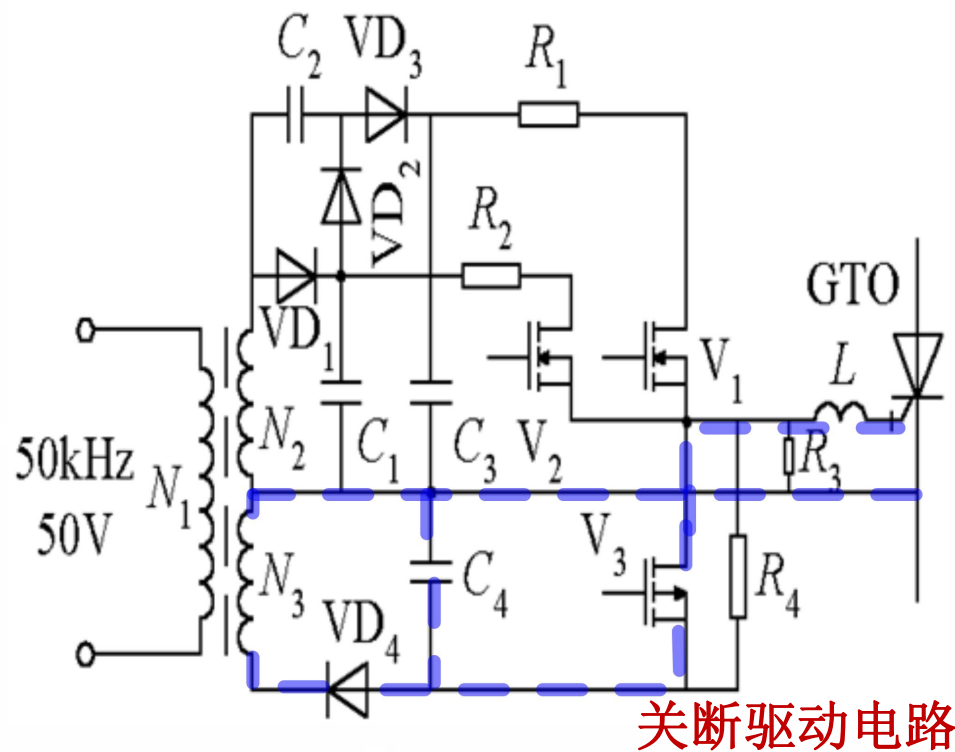 C2 VD3 R1
VD2
R2
GTO
VD1
V1
L
50kHz
N1
N2
C1
C3
V2
R3
50V
V3
N3
C4
R4
VD4
关断驱动电路